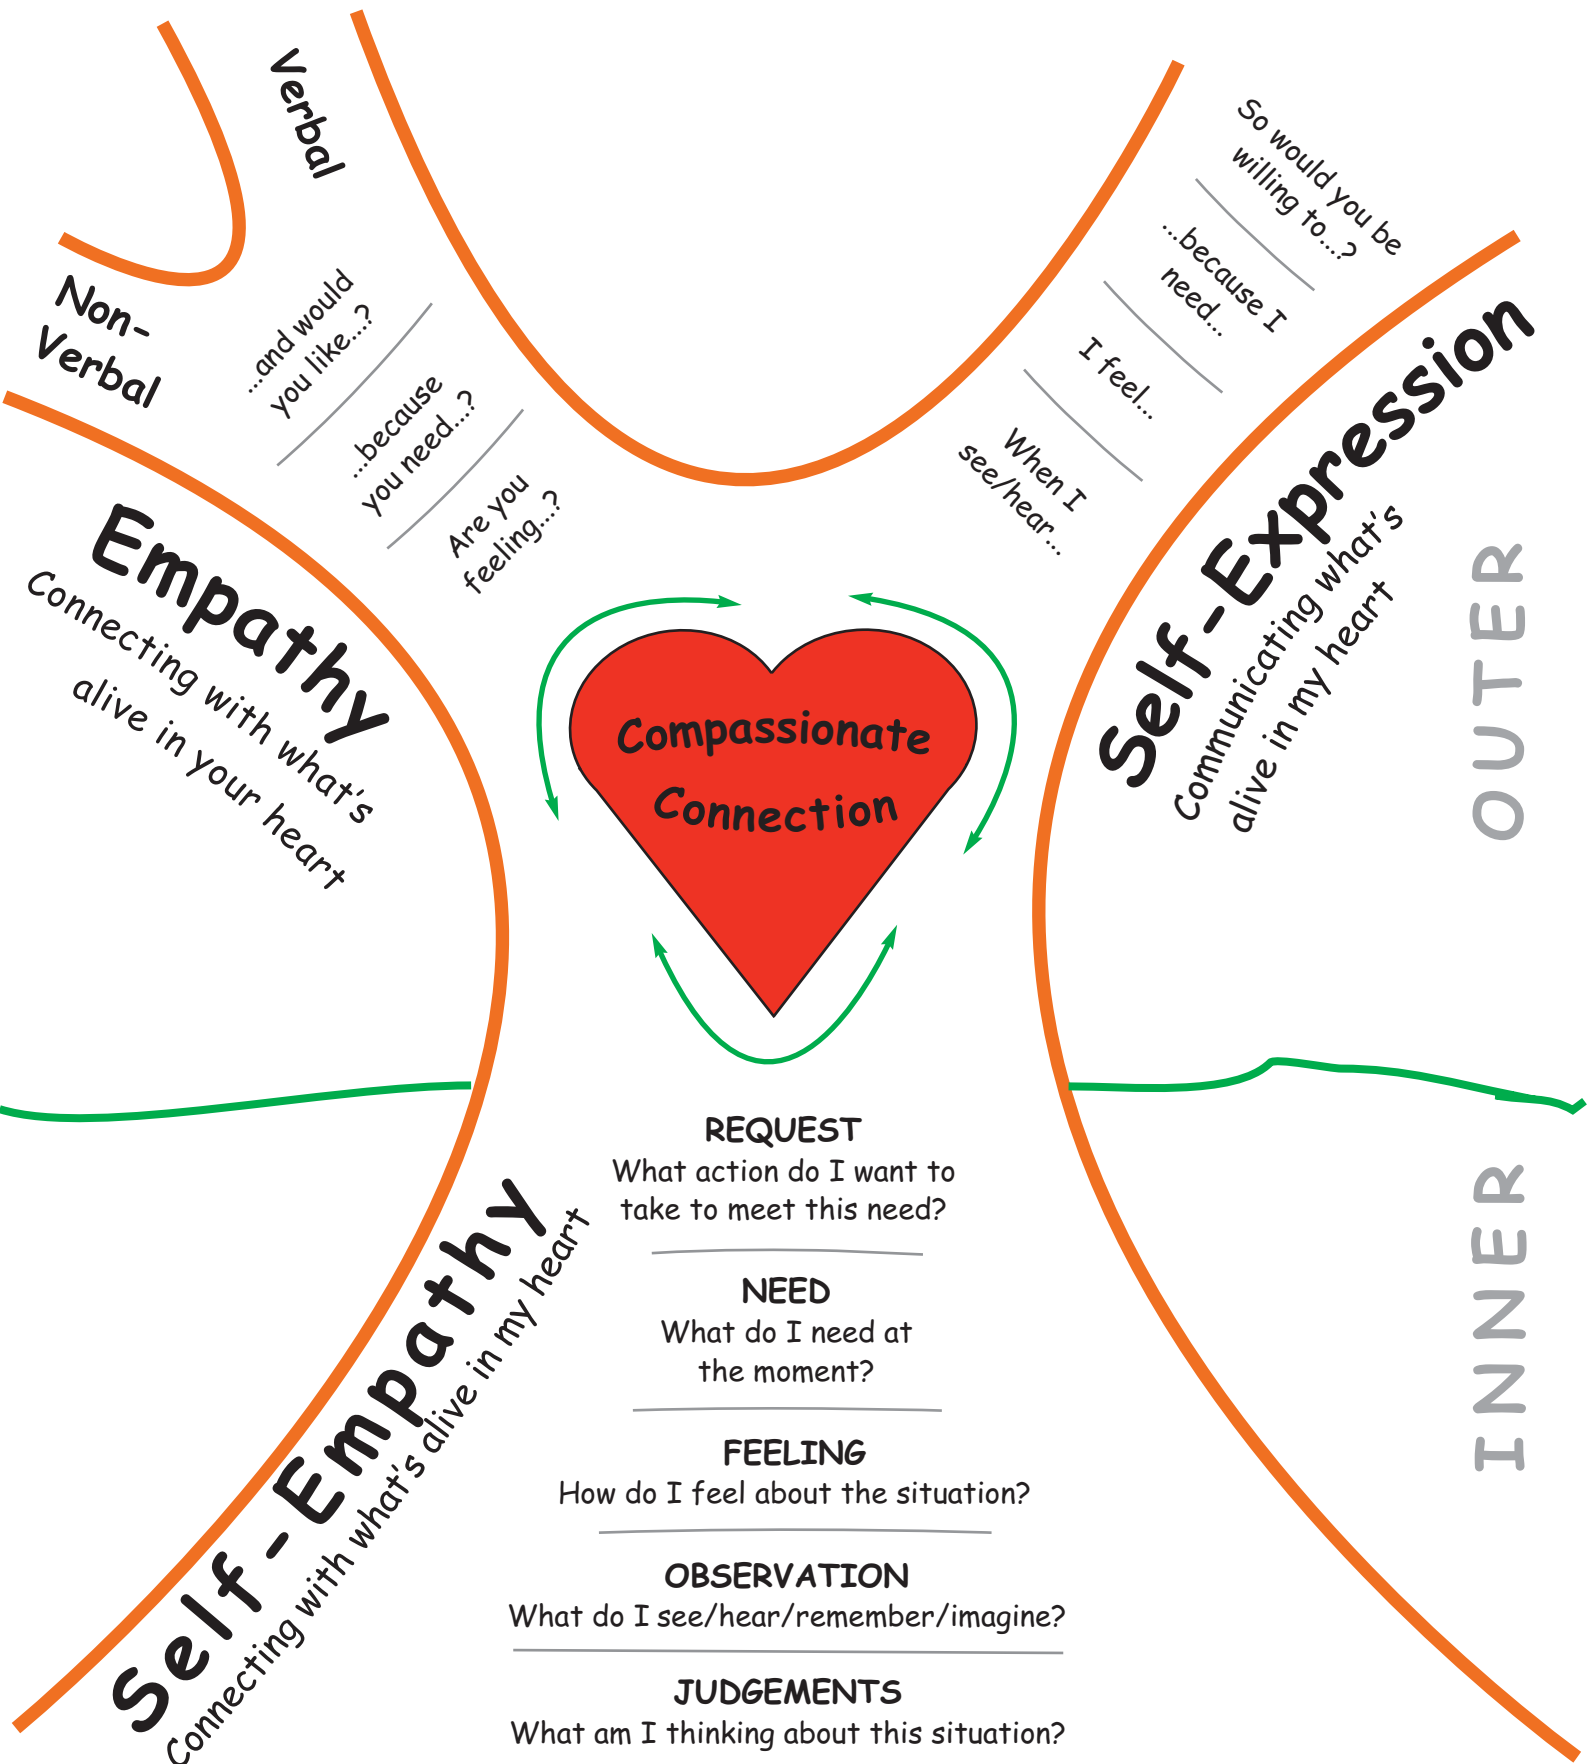 Verbal
Non-
Verbal
...and would
you like...?
...because
you need...?
Are you
feeling...?
So would you be
willing to...?
...because I
need...
I feel...
When I
see/hear...
Empathy
Connecting with what's
alive in your heart
Self-Expression
Communicating what's
alive in my heart
OUTER
Compassionate
Connection
INNER
Self-Empathy
Connecting with what's alive in my heart
REQUEST
What action do I want to
take to meet this need?
NEED
What do I need at
the moment?
FEELING
How do I feel about the situation?
OBSERVATION
What do I see/hear/remember/imagine?
JUDGEMENTS
What am I thinking about this situation?